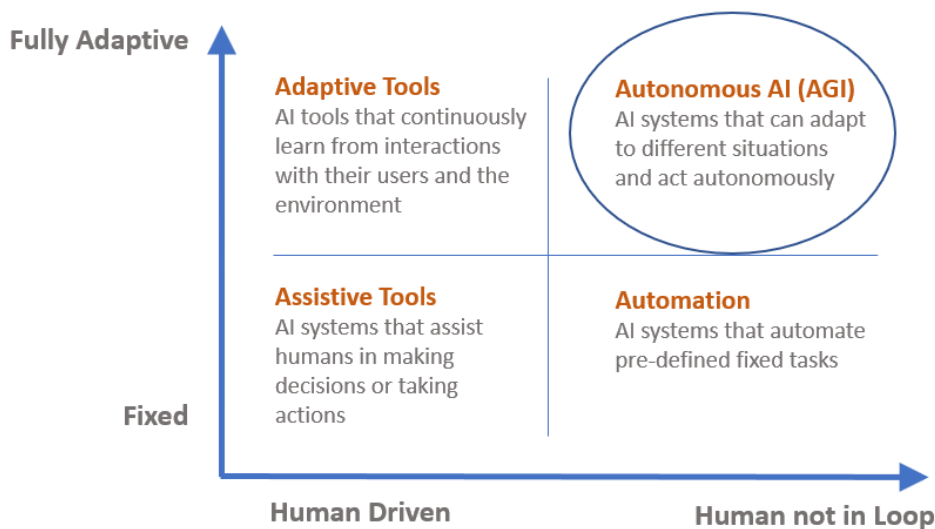 Fully Adaptive
Adaptive Tools
AI tools that continuously
learn from interactions
with their users and the
environment
Autonomous AI (AGI)
AI systems that can adapt
to different situations
and act autonomously
Assistive Tools
AI systems that assist
humans in making
decisions or taking
actions
Automation
AI systems that automate
pre-defined fixed tasks
Fixed
Human Driven
Human not in Loop